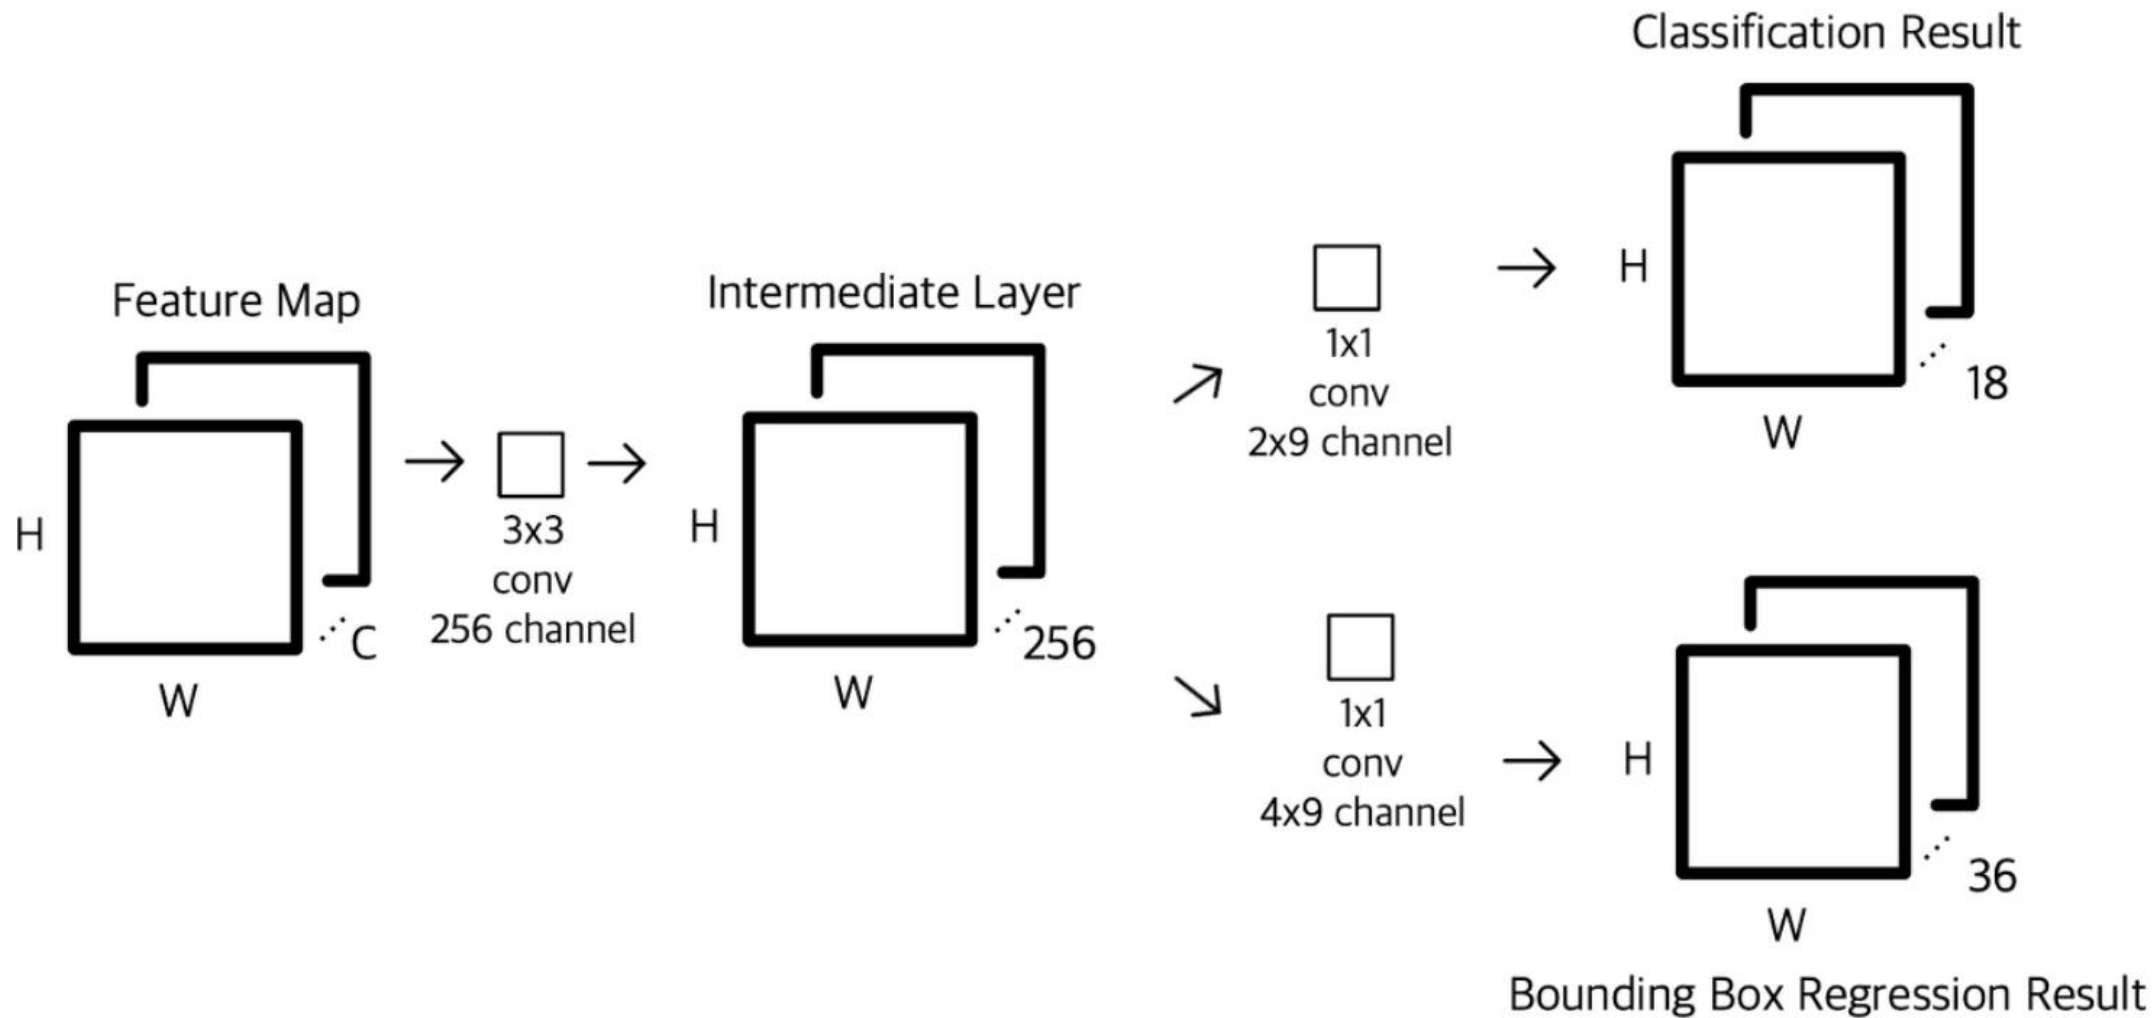 Feature Map
H
W
C
3x3
conv
256 channel
Intermediate Layer
H
W
256
1x1
conv
2x9 channel
Classification Result
H
W
18
1x1
conv
4x9 channel
H
W
36
Bounding Box Regression Result